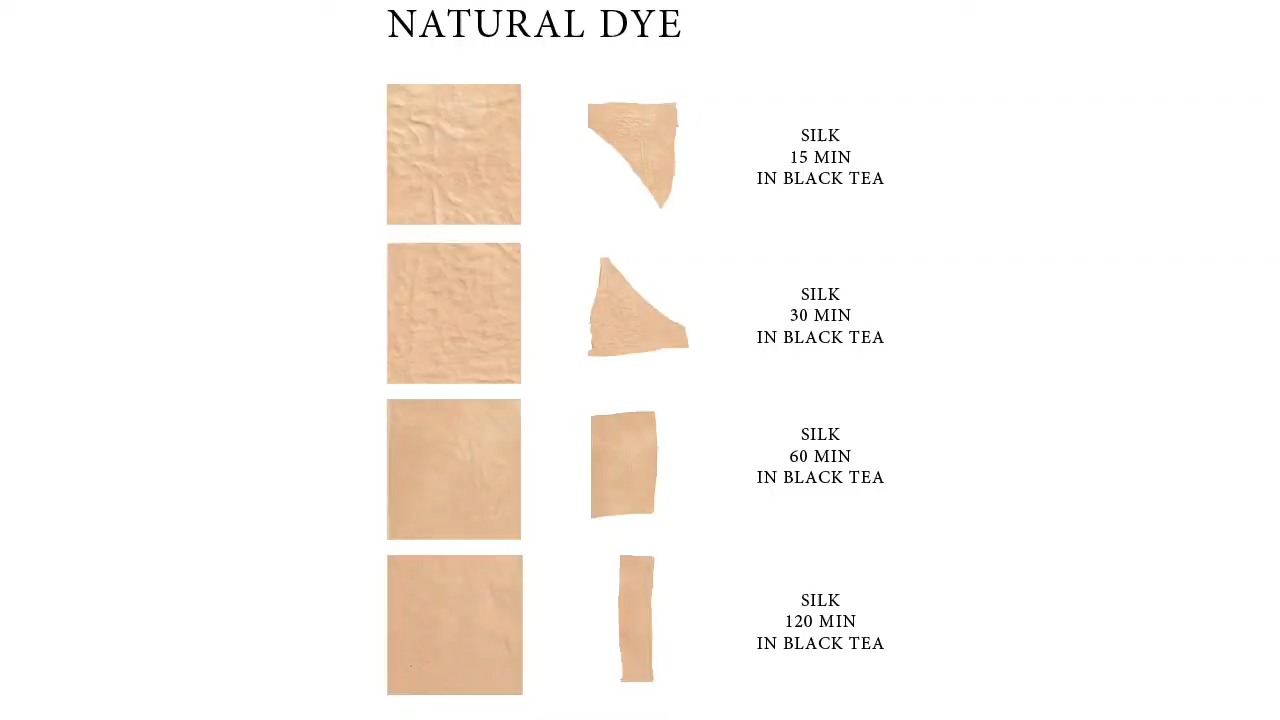 NATURAL DYE
SILK
15 MIN
IN BLACK TEA
SILK
30 MIN
IN BLACK TEA
SILK
60 MIN
IN BLACK TEA
SILK
120 MIN
IN BLACK TEA